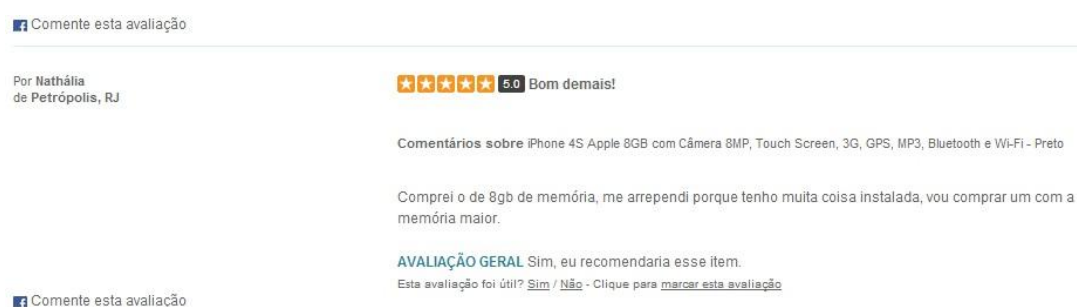 Comente esta avaliação
Por Nathália
de Petrópolis, RJ
5.0 Bom demais!
Comentários sobre iPhone 4S Apple 8GB com Câmera 8MP, Touch Screen, 3G, GPS, MP3, Bluetooth e Wi-Fi - Preto
Comprei o de 8gb de memória, me arrependi porque tenho muita coisa instalada, vou comprar um com a
memória maior.
AVALIAÇÃO GERAL Sim, eu recomendaria esse item.
Esta avaliação foi útil? Sim / Não - Clique para marcar esta avaliação
Comente esta avaliação